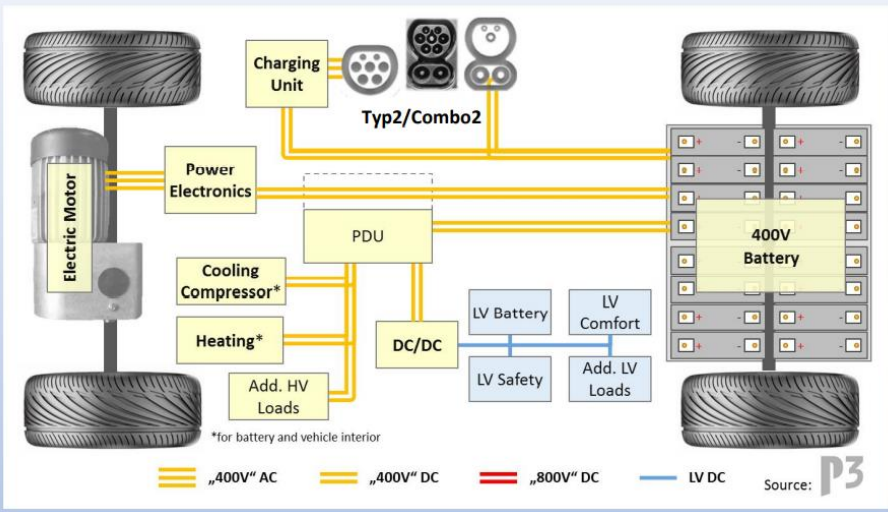 Charging
Unit
Typ2/Combo2
Electric Motor
Power
Electronics
PDU
400V
Battery
Cooling
Compressor*
Heating*
Add. HV
Loads
DC/DC
LV Battery
LV
Comfort
LV Safety
Add. LV
Loads
*for battery and vehicle interior
„400V“ AC
„400V“ DC
„800V“ DC
LV DC
Source: P3